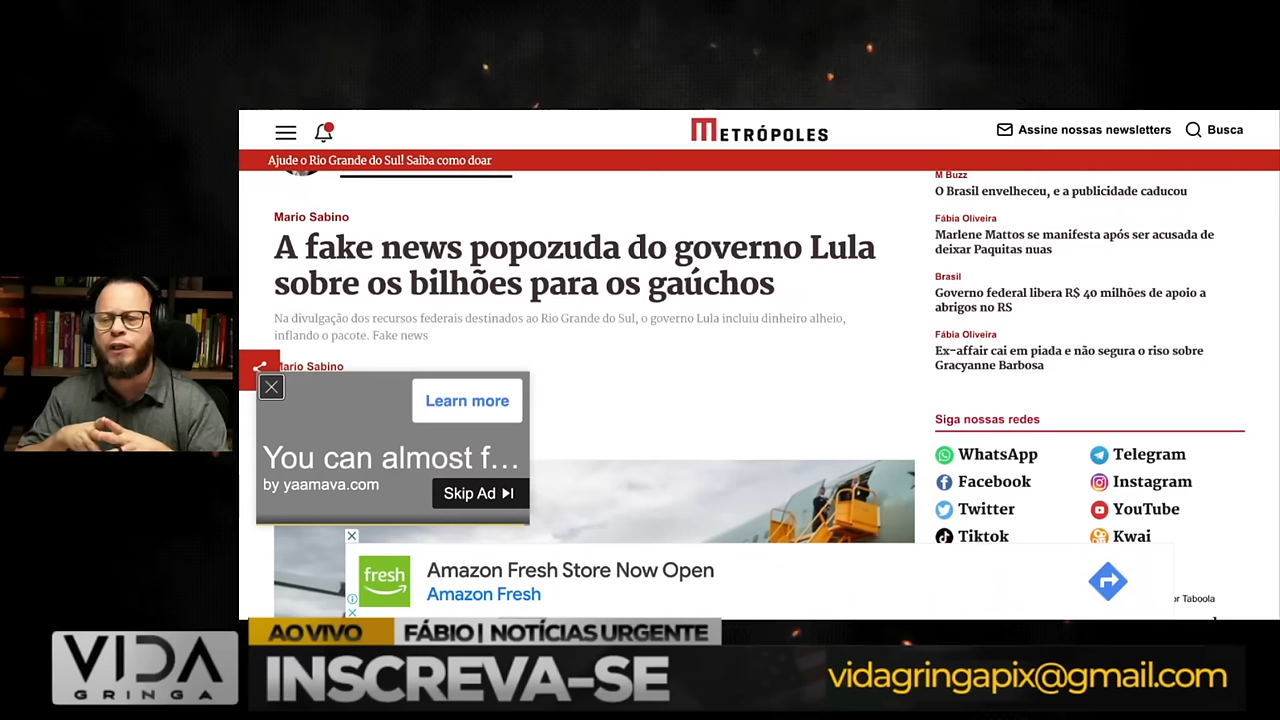 METRÓPOLES
Assine nossas newsletters
Busca
Ajude o Rio Grande do Sul! Saiba como doar
Mario Sabino
A fake news popozuda do governo Lula
sobre os bilhões para os gaúchos
Na divulgação dos recursos federais destinados ao Rio Grande do Sul, o governo Lula incluiu dinheiro alheio,
inflando o pacote. Fake news
Mario Sabino
M Buzz
O Brasil envelheceu, e a publicidade caducou
Fábia Oliveira
Marlene Mattos se manifesta após ser acusada de
deixar Paquitas nuas
Brasil
Governo federal libera R$ 40 milhões de apoio a
abrigos no RS
Fábia Oliveira
Ex-affair cai em piada e não segura o riso sobre
Gracyanne Barbosa
Siga nossas redes
WhatsApp
Telegram
Facebook
Instagram
Twitter
YouTube
Tiktok
Kwai
Learn more
You can almost f...
by yaamava.com
Skip Ad
fresh
Amazon Fresh Store Now Open
Amazon Fresh
or Taboola
VIDA
GRINGA
AO VIVO
FÁBIO | NOTÍCIAS URGENTE
INSCREVA-SE
vidagringapix@gmail.com